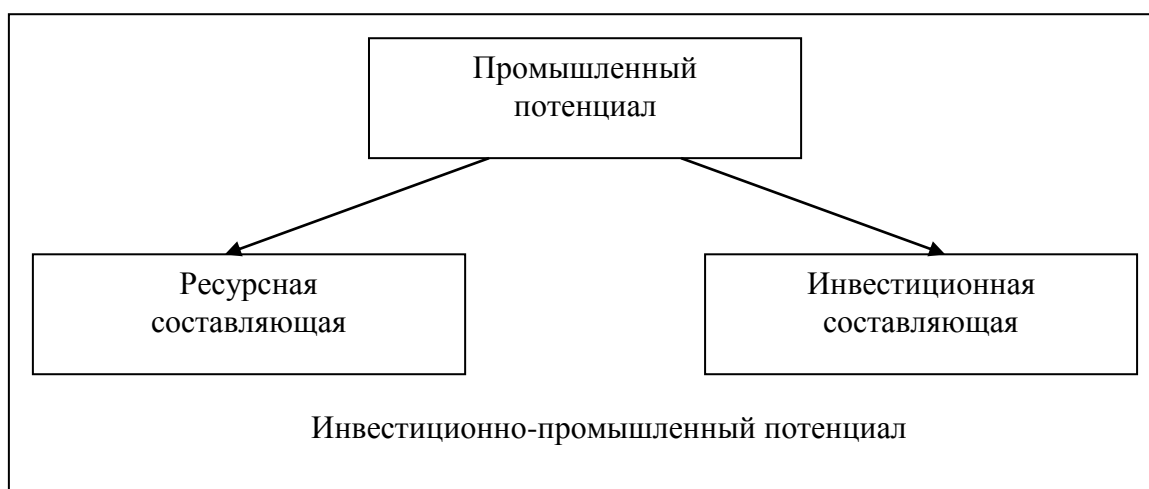 Промышленный
потенциал
Ресурсная
составляющая
Инвестиционная
составляющая
Инвестиционно-промышленный потенциал